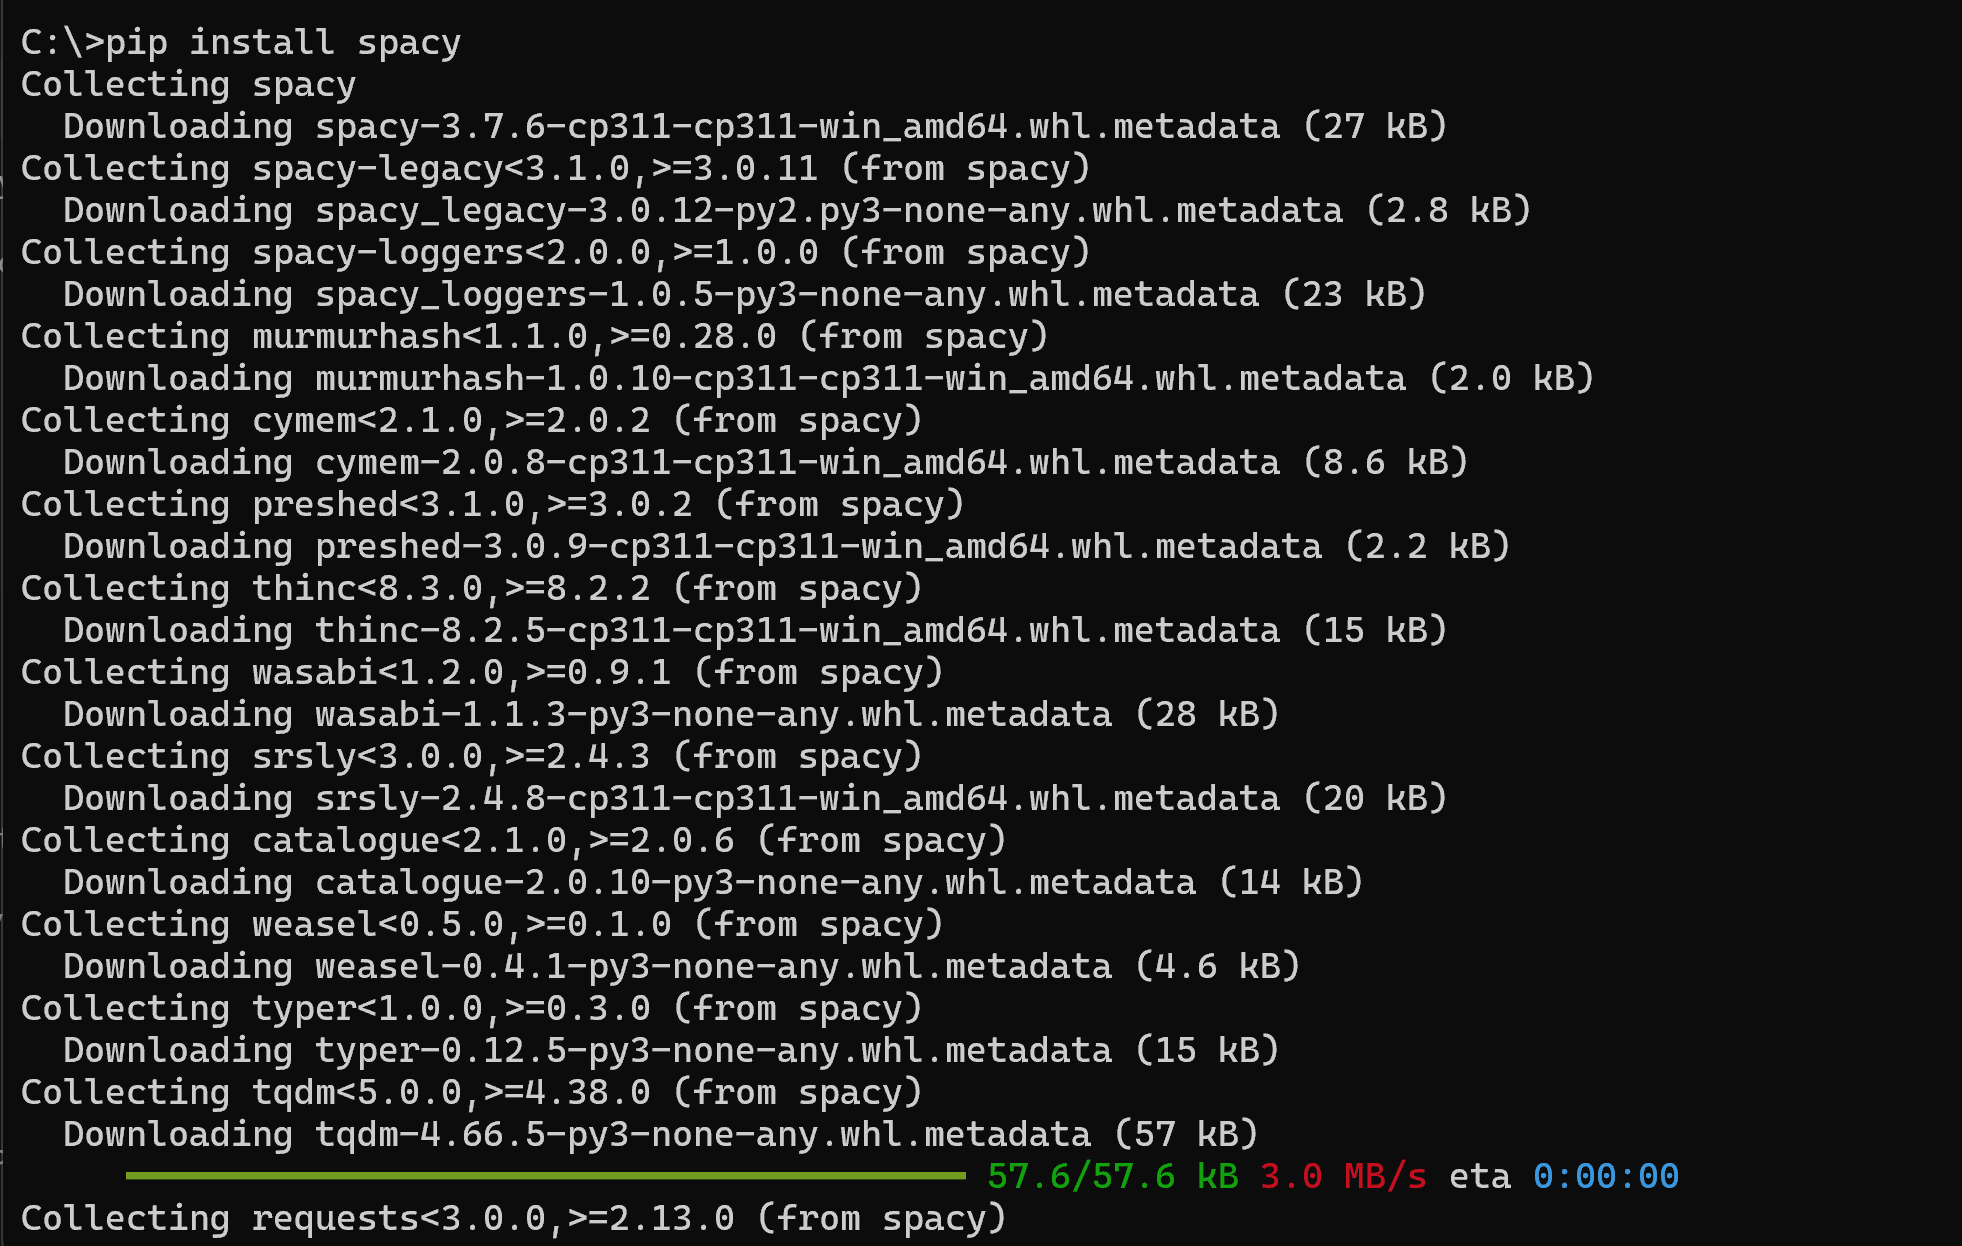 C:\>pip install spacy
Collecting spacy
  Downloading spacy-3.7.6-cp311-cp311-win_amd64.whl.metadata (27 kB)
Collecting spacy-legacy<3.1.0,>=3.0.11 (from spacy)
  Downloading spacy_legacy-3.0.12-py2.py3-none-any.whl.metadata (2.8 kB)
Collecting spacy-loggers<2.0.0,>=1.0.0 (from spacy)
  Downloading spacy_loggers-1.0.5-py3-none-any.whl.metadata (23 kB)
Collecting murmurhash<1.1.0,>=0.28.0 (from spacy)
  Downloading murmurhash-1.0.10-cp311-cp311-win_amd64.whl.metadata (2.0 kB)
Collecting cymem<2.1.0,>=2.0.2 (from spacy)
  Downloading cymem-2.0.8-cp311-cp311-win_amd64.whl.metadata (8.6 kB)
Collecting preshed<3.1.0,>=3.0.2 (from spacy)
  Downloading preshed-3.0.9-cp311-cp311-win_amd64.whl.metadata (2.2 kB)
Collecting thinc<8.3.0,>=8.2.2 (from spacy)
  Downloading thinc-8.2.5-cp311-cp311-win_amd64.whl.metadata (15 kB)
Collecting wasabi<1.2.0,>=0.9.1 (from spacy)
  Downloading wasabi-1.1.3-py3-none-any.whl.metadata (28 kB)
Collecting srsly<3.0.0,>=2.4.3 (from spacy)
  Downloading srsly-2.4.8-cp311-cp311-win_amd64.whl.metadata (20 kB)
Collecting catalogue<2.1.0,>=2.0.6 (from spacy)
  Downloading catalogue-2.0.10-py3-none-any.whl.metadata (14 kB)
Collecting weasel<0.5.0,>=0.1.0 (from spacy)
  Downloading weasel-0.4.1-py3-none-any.whl.metadata (4.6 kB)
Collecting typer<1.0.0,>=0.3.0 (from spacy)
  Downloading typer-0.12.5-py3-none-any.whl.metadata (15 kB)
Collecting tqdm<5.0.0,>=4.38.0 (from spacy)
  Downloading tqdm-4.66.5-py3-none-any.whl.metadata (57 kB)
57.6/57.6 kB 3.0 MB/s eta 0:00:00
Collecting requests<3.0.0,>=2.13.0 (from spacy)